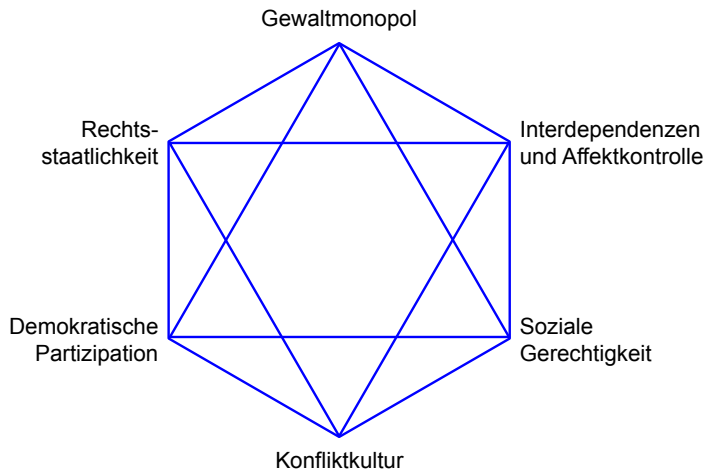 Gewaltmonopol
Rechts-
staatlichkeit
Interdependenzen
und Affektkontrolle
Demokratische
Partizipation
Soziale
Gerechtigkeit
Konfliktkultur